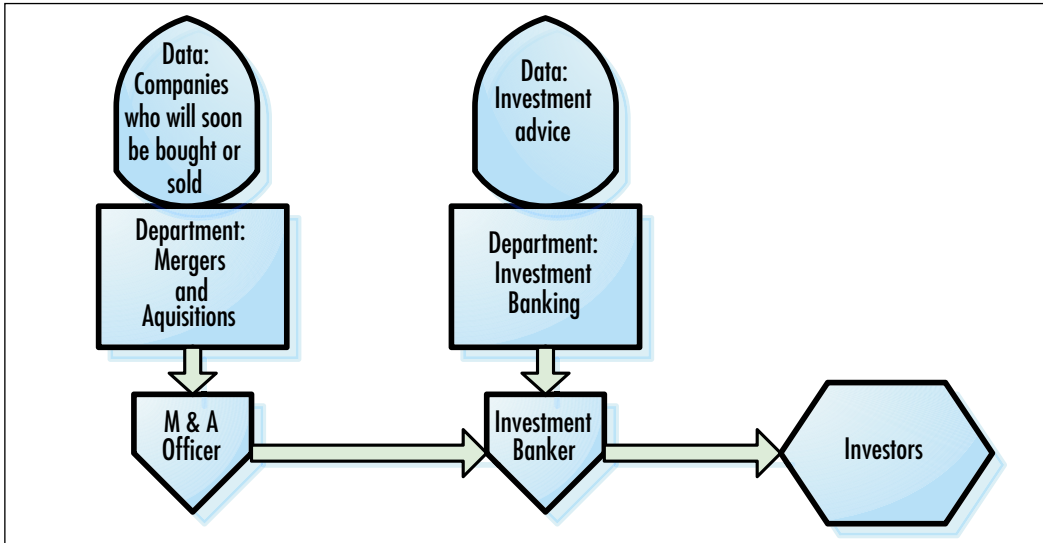 Data:
Companies
who will soon
be bought or
sold
Data:
Investment
advice
Department:
Mergers
and
Aquisitions
Department:
Investment
Banking
M & A
Officer
Investment
Banker
Investors